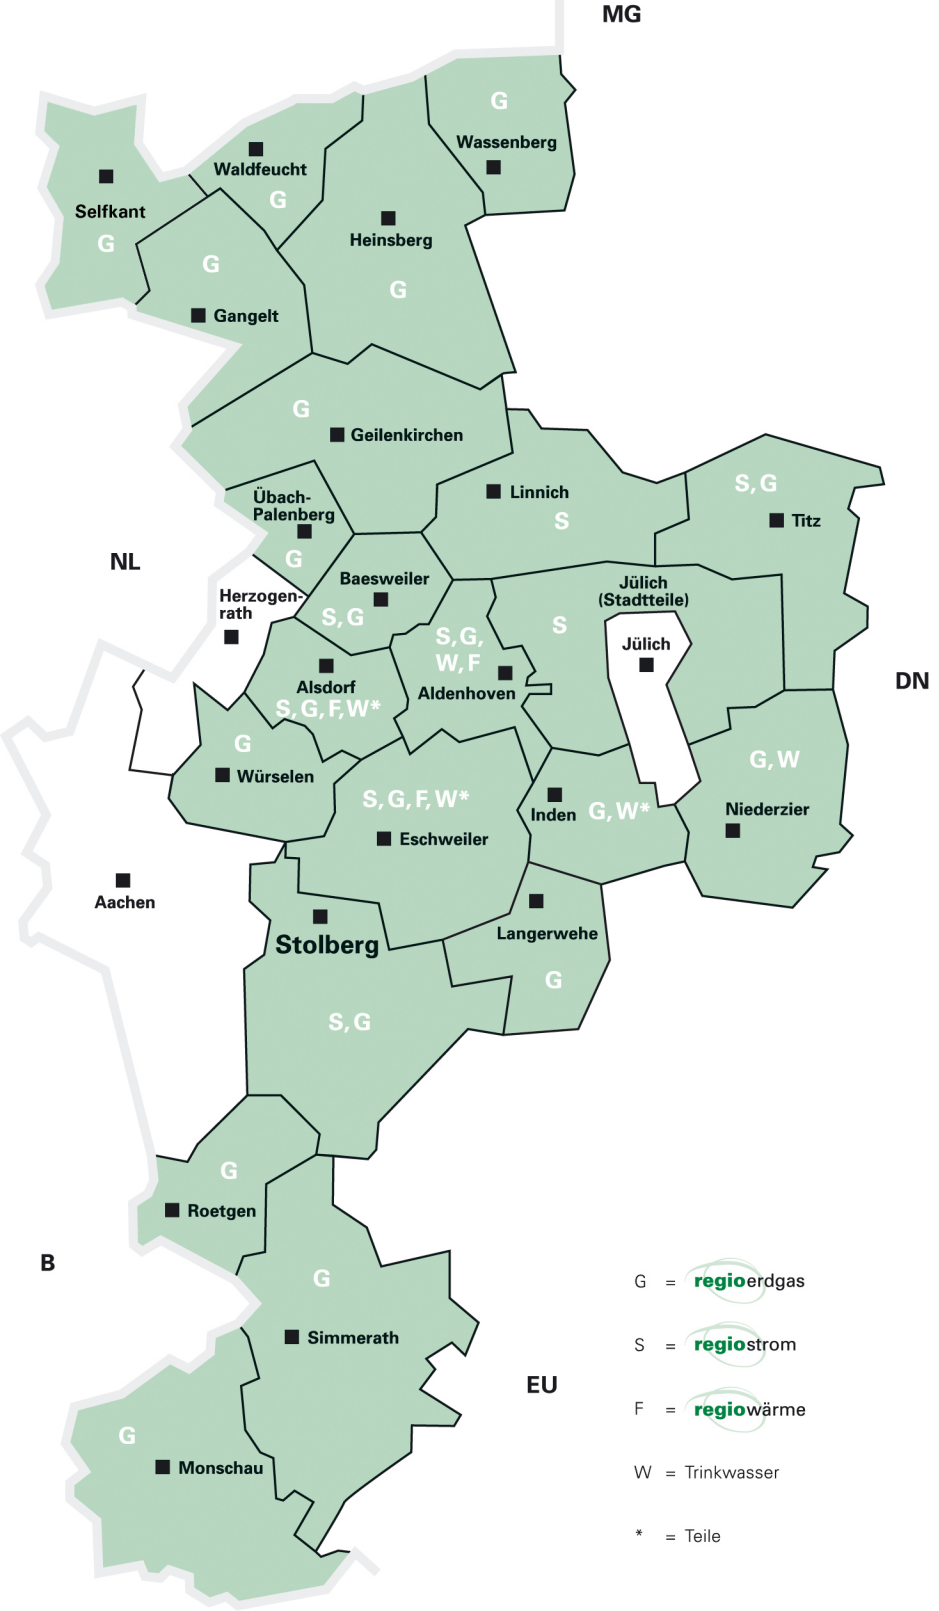 MG
G
Wassenberg
Waldfeucht
G
Selfkant
G
Heinsberg
G
G
Gangelt
G
Geilenkirchen
S, G
Titz
Linnich
S
Übach-
Palenberg
G
NL
Herzogen-
rath
Baesweiler
S, G
Jülich
(Stadtteile)
S
Jülich
S, G,
W, F
Aldenhoven
DN
Alsdorf
S, G, F, W*
G
Würselen
G, W
Niederzier
S, G, F, W*
Eschweiler
Inden
G, W*
Aachen
Stolberg
S, G
Langerwehe
G
G
Roetgen
B
G
Simmerath
EU
G
Monschau
G = regioerdgas
S = regiostrom
F = regiowärme
W = Trinkwasser
* = Teile